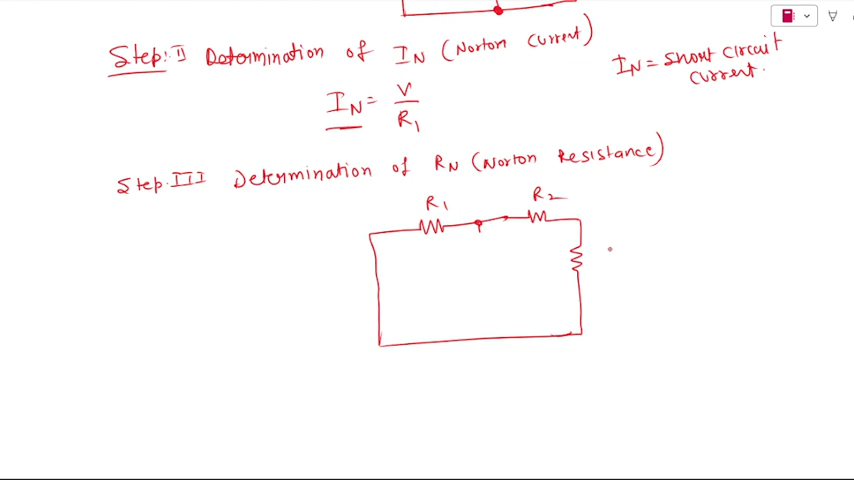 Step:II Determination of IN (Norton Current)
IN = Short Circuit
Current.
IN = V
R1
Step.III Determination of RN (Norton Resistance)
R1
R2